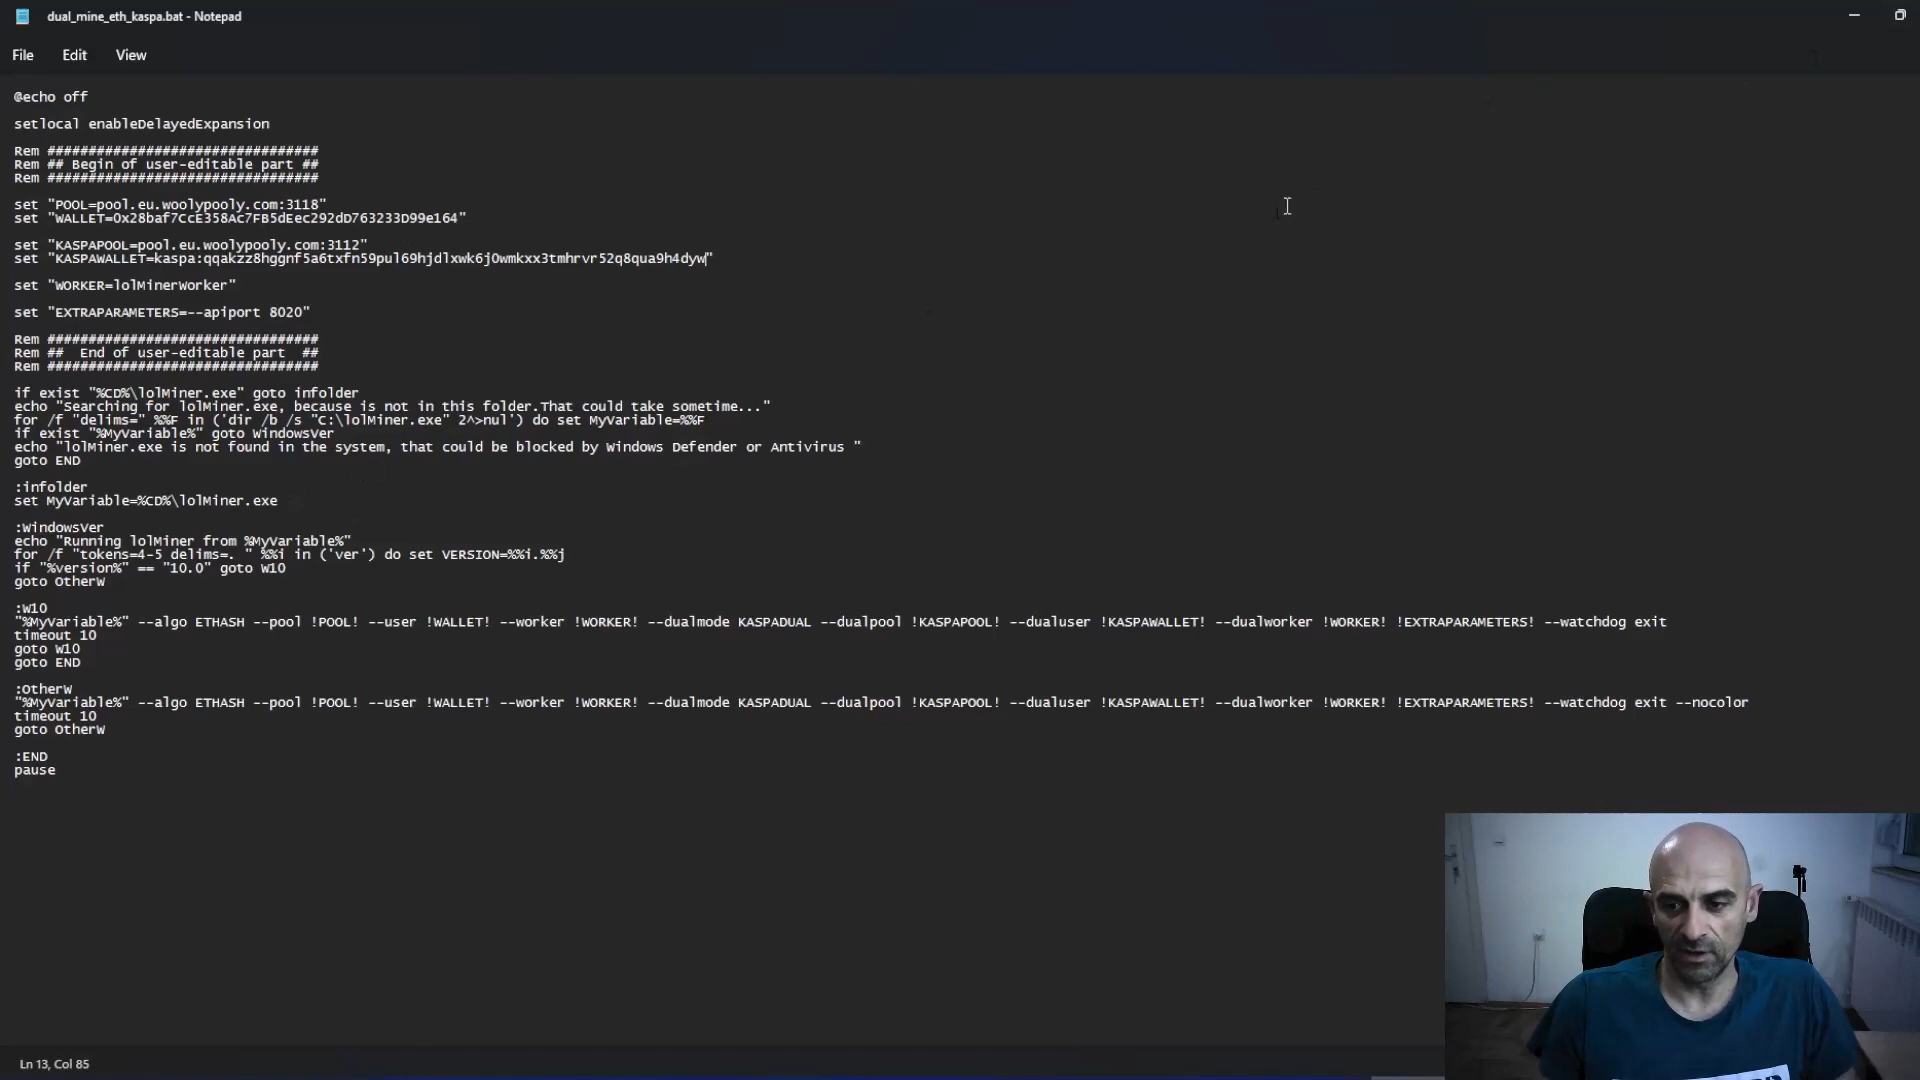 dual_mine_eth_kaspa.bat - Notepad
File Edit View
@echo off
setlocal enableDelayedExpansion
Rem #################################
Rem ## Begin of user-editable part ##
Rem #################################
set "POOL=pool.eu.woolypooly.com:3118"
set "WALLET=0x28baf7CcE358Ac7FB5dEec292dD763233D99e164"
set "KASPAPOOL=pool.eu.woolypooly.com:3112"
set "KASPAWALLET=kaspa:qqakzz8hggnf5a6txfn59pul69hjdlxwk6j0wmkxx3tmhrvr52q8qua9h4dyw"
set "WORKER=lolMinerWorker"
set "EXTRAPARAMETERS=--apiport 8020"
Rem #################################
Rem ##  End of user-editable part  ##
Rem #################################
if exist "%CD%\lolMiner.exe" goto infolder
echo "Searching for lolMiner.exe, because is not in this folder.That could take sometime..."
for /f "delims=" %%F in ('dir /b /s "C:\lolMiner.exe" 2^>nul') do set MyVariable=%%F
if exist "%MyVariable%" goto WindowsVer
echo "lolMiner.exe is not found in the system, that could be blocked by Windows Defender or Antivirus "
goto END
:infolder
set MyVariable=%CD%\lolMiner.exe
:WindowsVer
echo "Running lolMiner from %MyVariable%"
for /f "tokens=4-5 delims=. " %%i in ('ver') do set VERSION=%%i.%%j
if "%version%" == "10.0" goto W10
goto OtherW
:W10
"%MyVariable%" --algo ETHASH --pool !POOL! --user !WALLET! --worker !WORKER! --dualmode KASPADUAL --dualpool !KASPAPOOL! --dualuser !KASPAWALLET! --dualworker !WORKER! !EXTRAPARAMETERS! --watchdog exit
timeout 10
goto W10
goto END
:OtherW
"%MyVariable%" --algo ETHASH --pool !POOL! --user !WALLET! --worker !WORKER! --dualmode KASPADUAL --dualpool !KASPAPOOL! --dualuser !KASPAWALLET! --dualworker !WORKER! !EXTRAPARAMETERS! --watchdog exit --nocolor
timeout 10
goto OtherW
:END
pause
Ln 13, Col 85